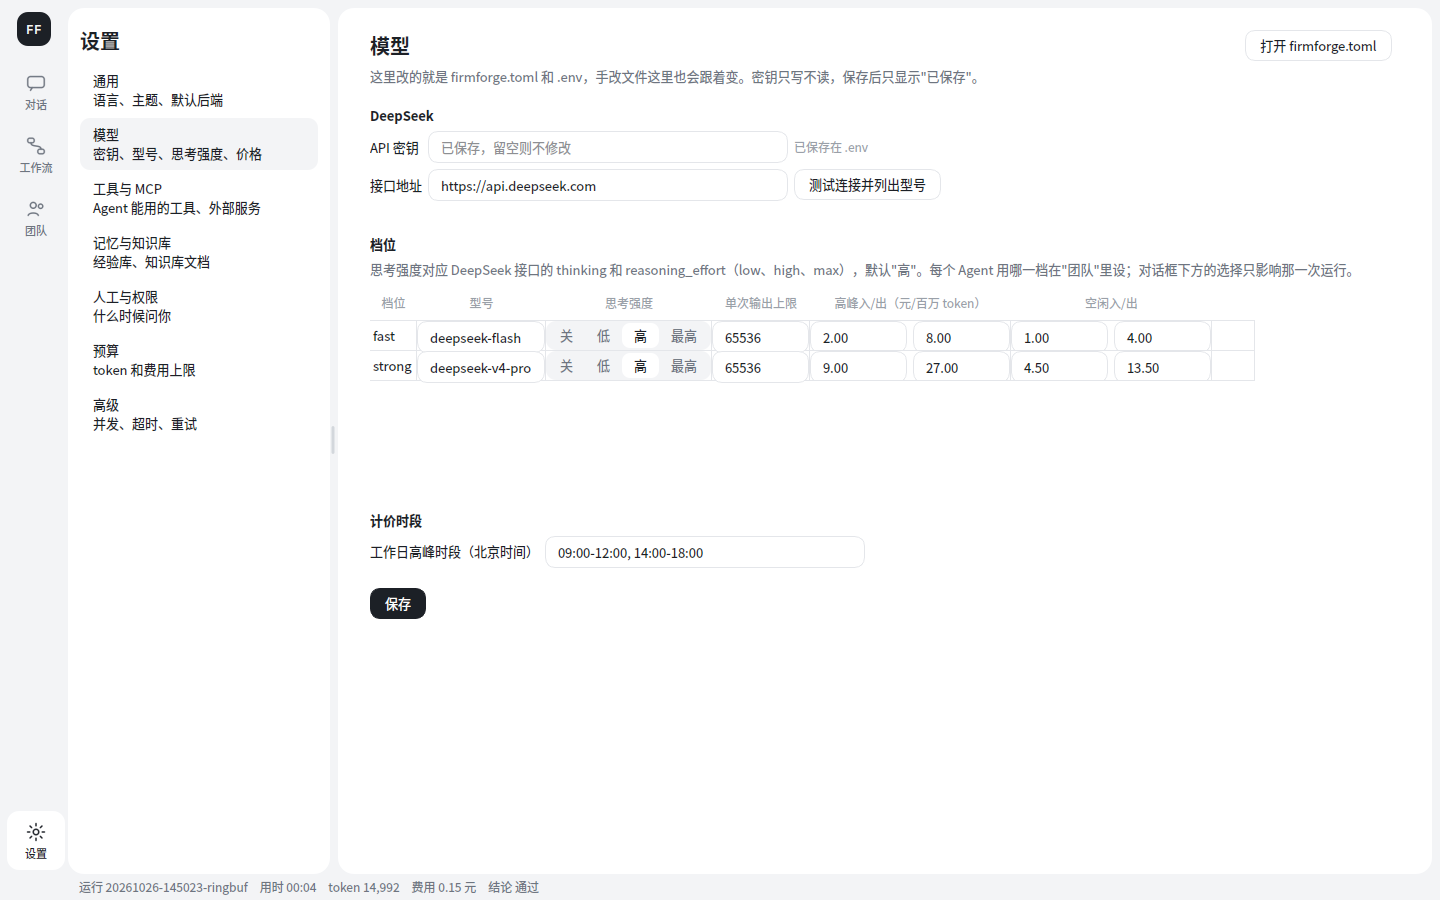 FF
对话
工作流
团队
设置
设置
通用
语言、主题、默认后端
模型
密钥、型号、思考强度、价格
工具与 MCP
Agent 能用的工具、外部服务
记忆与知识库
经验库、知识库文档
人工与权限
什么时候问你
预算
token 和费用上限
高级
并发、超时、重试
模型
打开 firmforge.toml
这里改的就是 firmforge.toml 和 .env，手改文件这里也会跟着变。密钥只写不读，保存后只显示"已保存"。
DeepSeek
API 密钥 已保存，留空则不修改 已保存在 .env
接口地址 https://api.deepseek.com 测试连接并列出型号
档位
思考强度对应 DeepSeek 接口的 thinking 和 reasoning_effort（low、high、max），默认"高"。每个 Agent 用哪一档在"团队"里设；对话框下方的选择只影响那一次运行。
档位 型号 思考强度 单次输出上限 高峰入/出（元/百万 token） 空闲入/出
fast deepseek-flash 关 低 高 最高 65536 2.00 8.00 1.00 4.00
strong deepseek-v4-pro 关 低 高 最高 65536 9.00 27.00 4.50 13.50
计价时段
工作日高峰时段（北京时间） 09:00-12:00, 14:00-18:00
保存
运行 20261026-145023-ringbuf 用时 00:04 token 14,992 费用 0.15 元 结论 通过